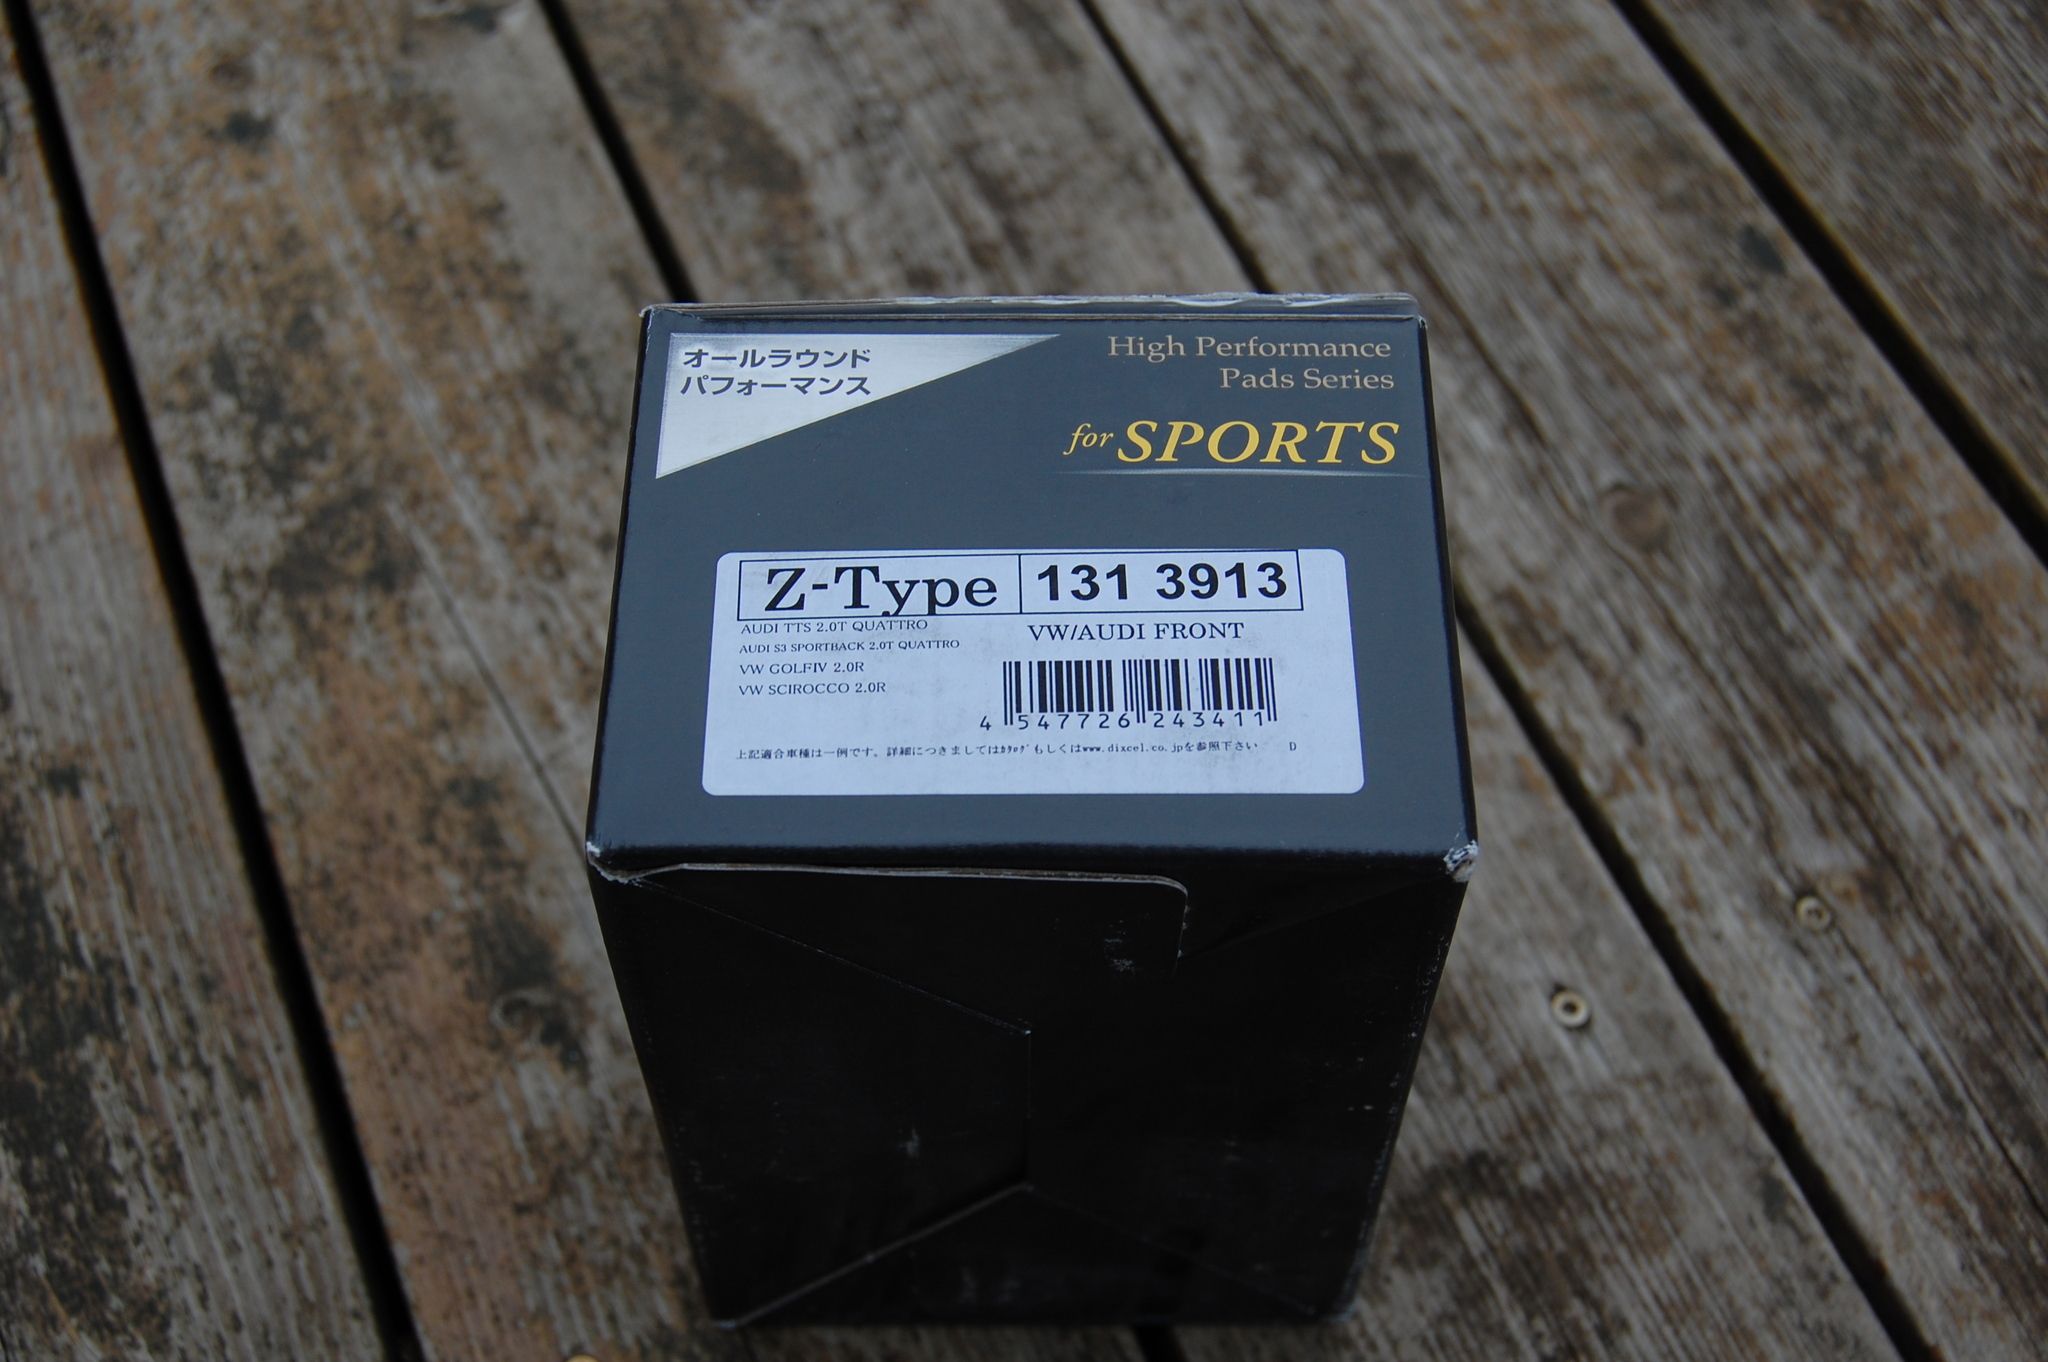 オールラウンド
パフォーマンス
High Performance
Pads Series
for SPORTS
Z-Type 131 3913
AUDI TTS 2.0T QUATTRO
VW/AUDI FRONT
AUDI S3 SPORTBACK 2.0T QUATTRO
VW GOLFIV 2.0R
VW SCIROCCO 2.0R
4 547726 243411
上記適合車種は一例です。詳細につきましてはｶﾀﾛｸﾞもしくはwww.dixcel.co.jpを参照下さい D